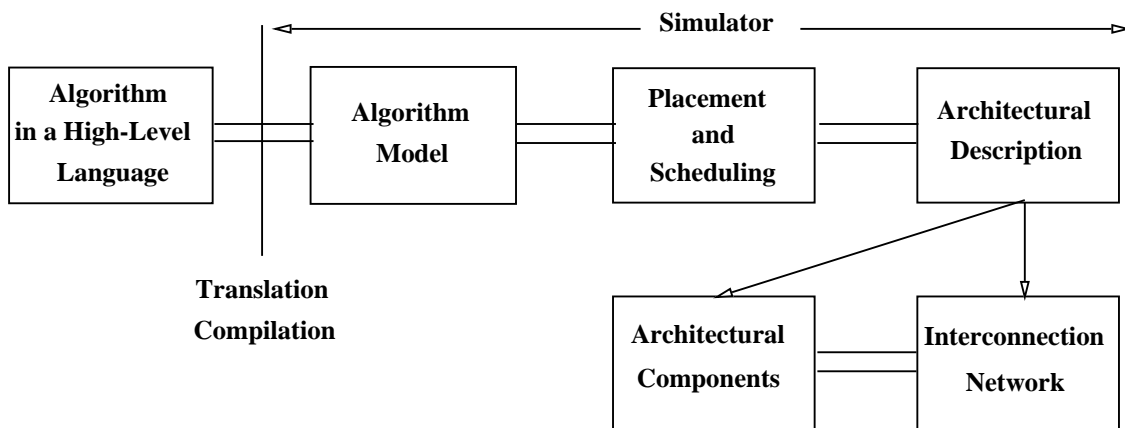 Simulator
Algorithm
in a High-Level
Language
Algorithm
Model
Placement
and
Scheduling
Architectural
Description
Translation
Compilation
Architectural
Components
Interconnection
Network